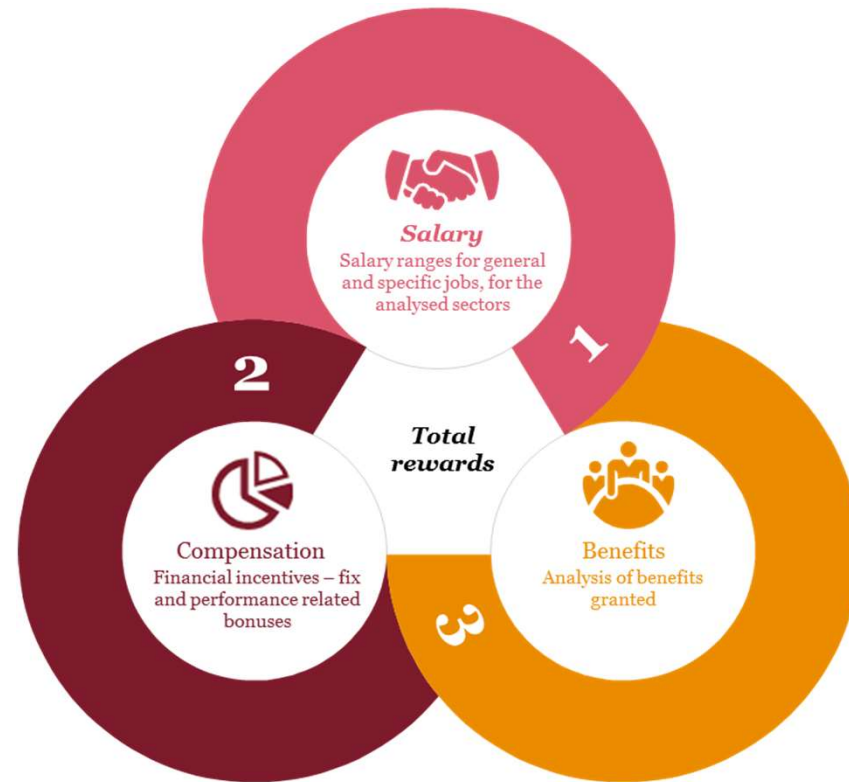 Salary
Salary ranges for general
and specific jobs, for the
analysed sectors
1
2
Total
rewards
Compensation
Financial incentives – fix
and performance related
bonuses
Benefits
Analysis of benefits
granted
3